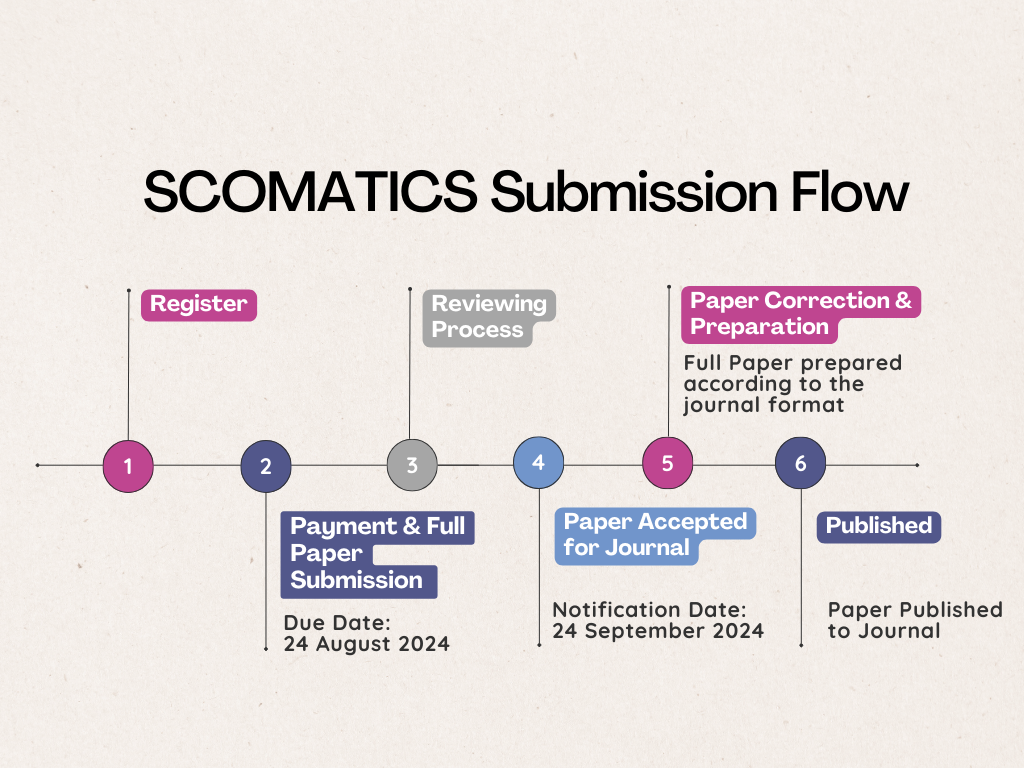 SCOMATICS Submission Flow
1
Register
2
Payment & Full
Paper
Submission
Due Date:
24 August 2024
3
Reviewing
Process
4
Paper Accepted
for Journal
Notification Date:
24 September 2024
5
Paper Correction &
Preparation
Full Paper prepared
according to the
journal format
6
Published
Paper Published
to Journal